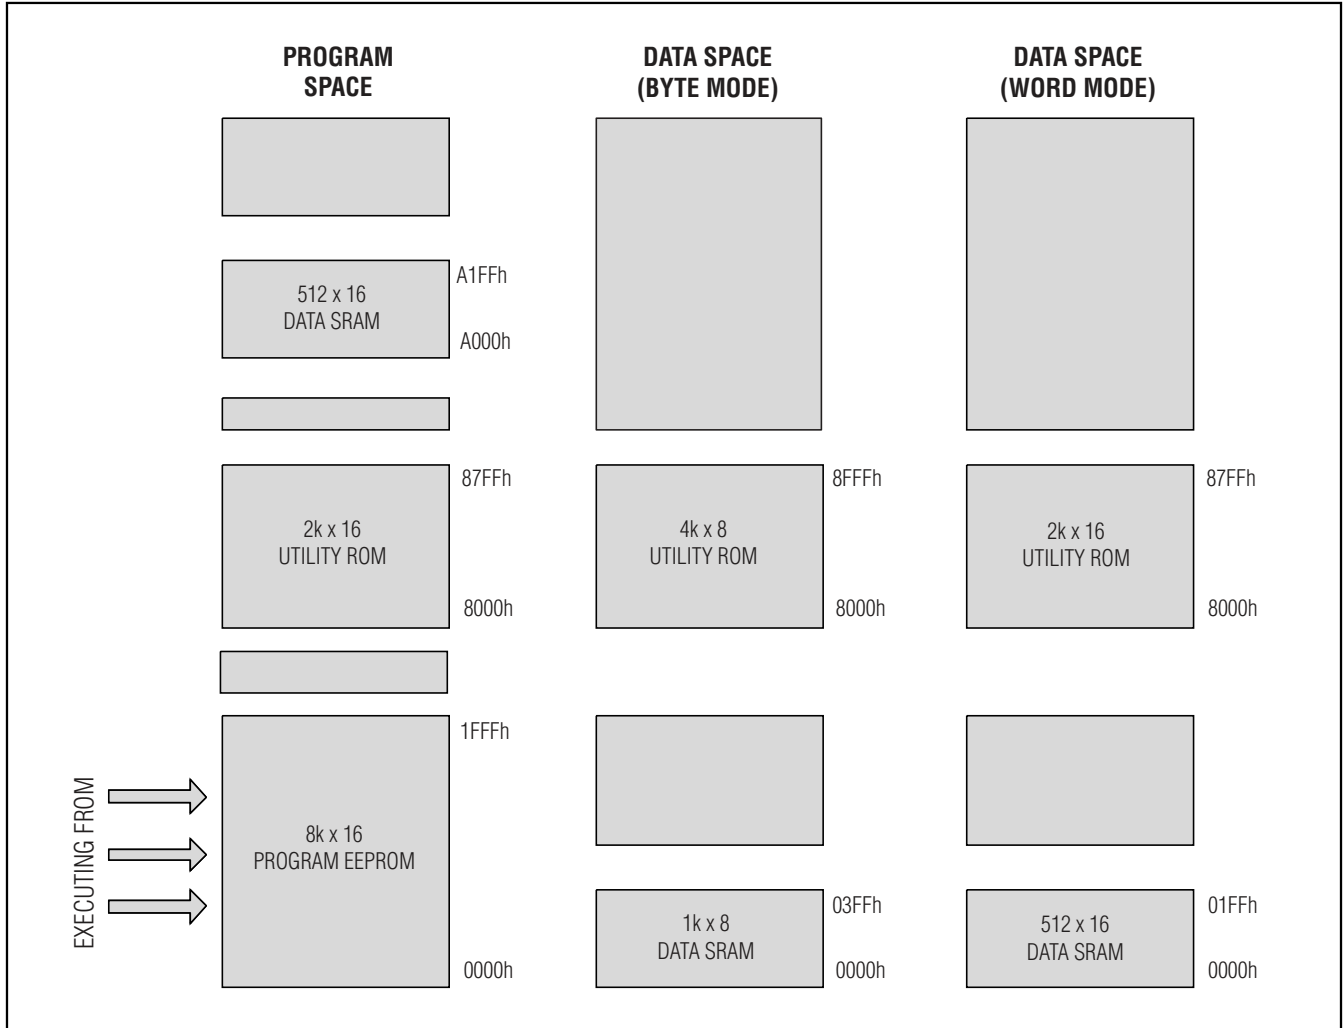 PROGRAM
SPACE
DATA SPACE
(BYTE MODE)
DATA SPACE
(WORD MODE)
A1FFh
512 x 16
DATA SRAM
A000h
87FFh
2k x 16
UTILITY ROM
8000h
8FFFh
4k x 8
UTILITY ROM
8000h
87FFh
2k x 16
UTILITY ROM
8000h
1FFFh
EXECUTING FROM
8k x 16
PROGRAM EEPROM
0000h
03FFh
1k x 8
DATA SRAM
0000h
01FFh
512 x 16
DATA SRAM
0000h